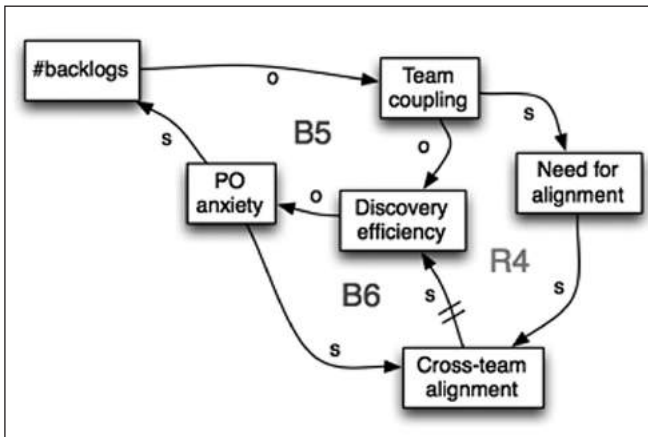 #backlogs
o
Team
coupling
s
B5
s
o
PO
anxiety
o
Discovery
efficiency
Need for
alignment
R4
B6
s
s
s
Cross-team
alignment